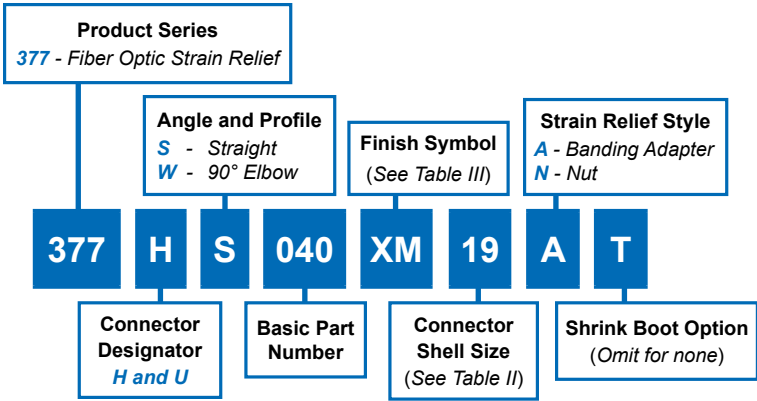 Product Series
377 - Fiber Optic Strain Relief
Angle and Profile
S - Straight
W - 90° Elbow
Finish Symbol
(See Table III)
Strain Relief Style
A - Banding Adapter
N - Nut
377 H S 040 XM 19 A T
Connector
Designator
H and U
Basic Part
Number
Connector
Shell Size
(See Table II)
Shrink Boot Option
(Omit for none)